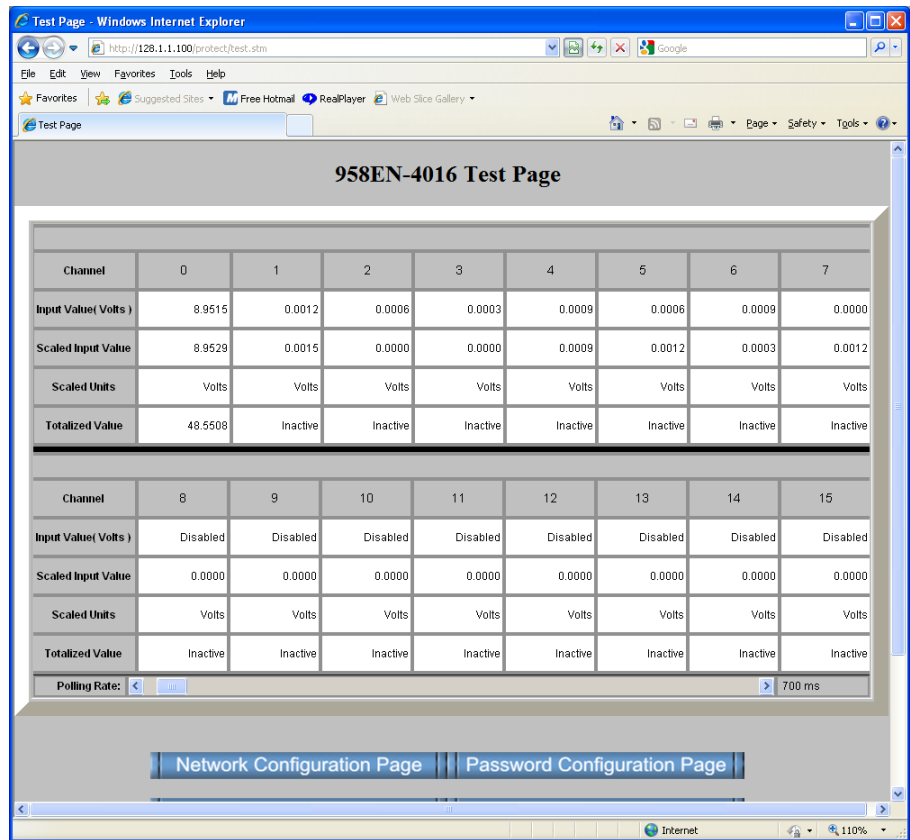 Test Page - Windows Internet Explorer
http://128.1.1.100/protect/test.stm
Google
File Edit View Favorites Tools Help
Favorites Suggested Sites Free Hotmail RealPlayer Web Slice Gallery
Test Page Page Safety Tools
958EN-4016 Test Page
Channel 0 1 2 3 4 5 6 7
Input Value( Volts ) 8.9515 0.0012 0.0006 0.0003 0.0009 0.0006 0.0009 0.0000
Scaled Input Value 8.9529 0.0015 0.0000 0.0000 0.0009 0.0012 0.0003 0.0012
Scaled Units Volts Volts Volts Volts Volts Volts Volts Volts
Totalized Value 48.5508 Inactive Inactive Inactive Inactive Inactive Inactive Inactive
Channel 8 9 10 11 12 13 14 15
Input Value( Volts ) Disabled Disabled Disabled Disabled Disabled Disabled Disabled Disabled
Scaled Input Value 0.0000 0.0000 0.0000 0.0000 0.0000 0.0000 0.0000 0.0000
Scaled Units Volts Volts Volts Volts Volts Volts Volts Volts
Totalized Value Inactive Inactive Inactive Inactive Inactive Inactive Inactive Inactive
Polling Rate: 700 ms
Network Configuration Page Password Configuration Page
Internet 110%